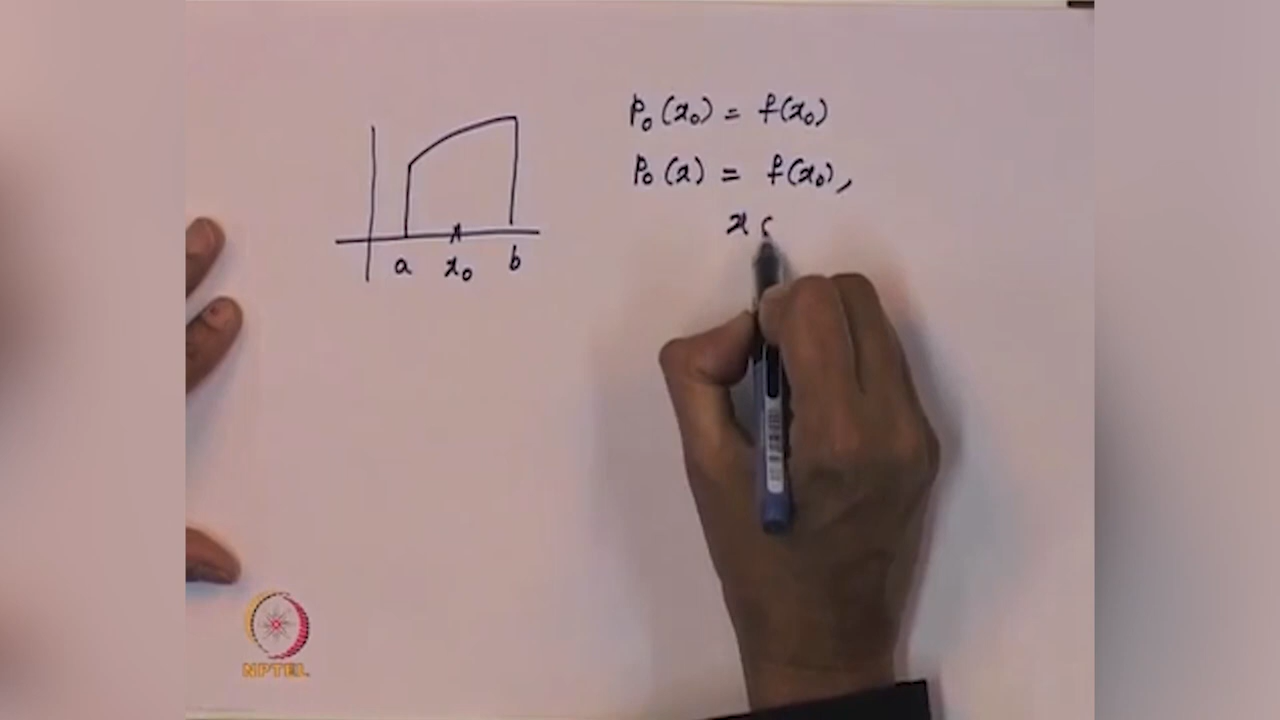 p₀(x₀) = f(x₀)
p₀(x) = f(x₀),
x
a x₀ b
NPTEL